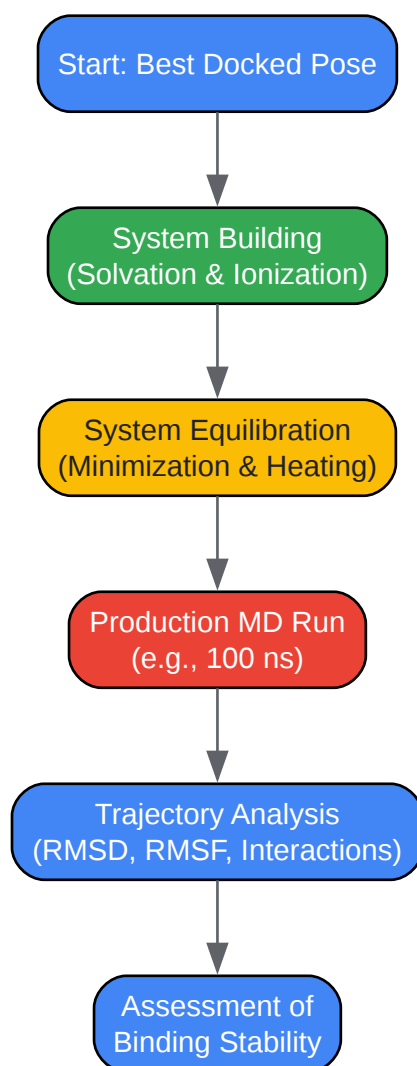 Start: Best Docked Pose
System Building
(Solvation & Ionization)
System Equilibration
(Minimization & Heating)
Production MD Run
(e.g., 100 ns)
Trajectory Analysis
(RMSD, RMSF, Interactions)
Assessment of
Binding Stability